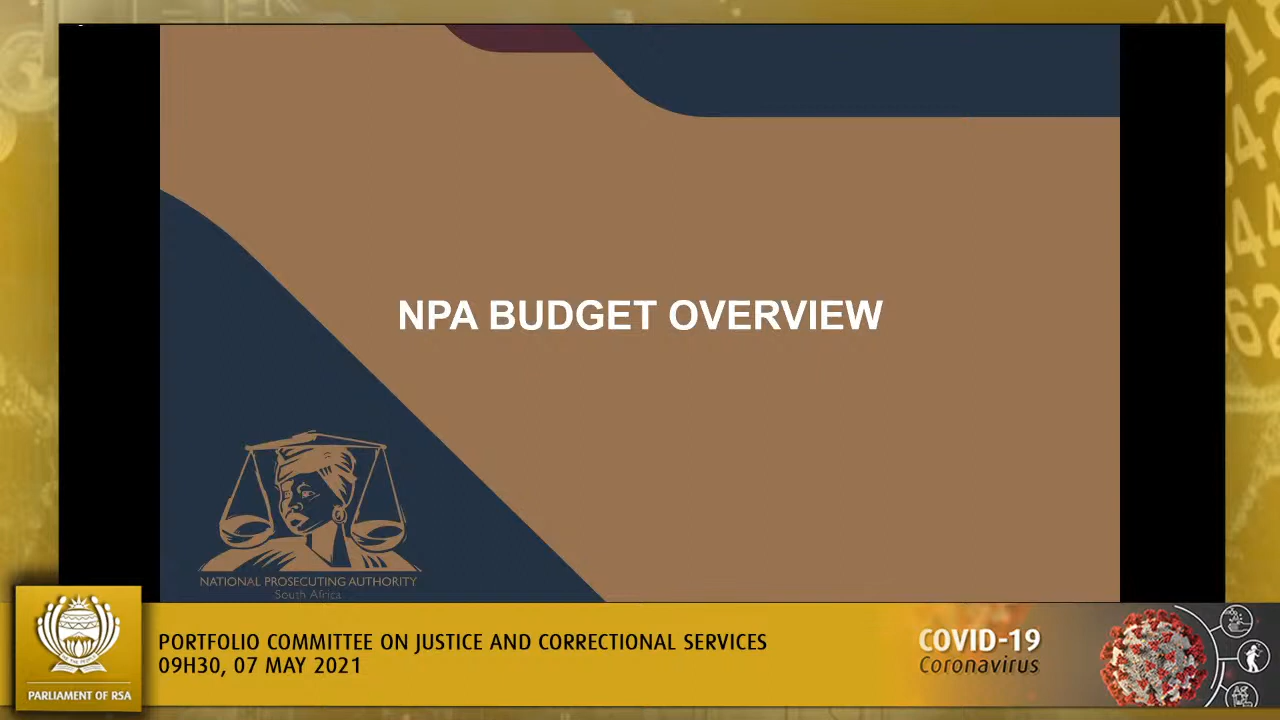 NPA BUDGET OVERVIEW
NATIONAL PROSECUTING AUTHORITY
South Africa
PORTFOLIO COMMITTEE ON JUSTICE AND CORRECTIONAL SERVICES
09H30, 07 MAY 2021
PARLIAMENT OF RSA
COVID-19
Coronavirus